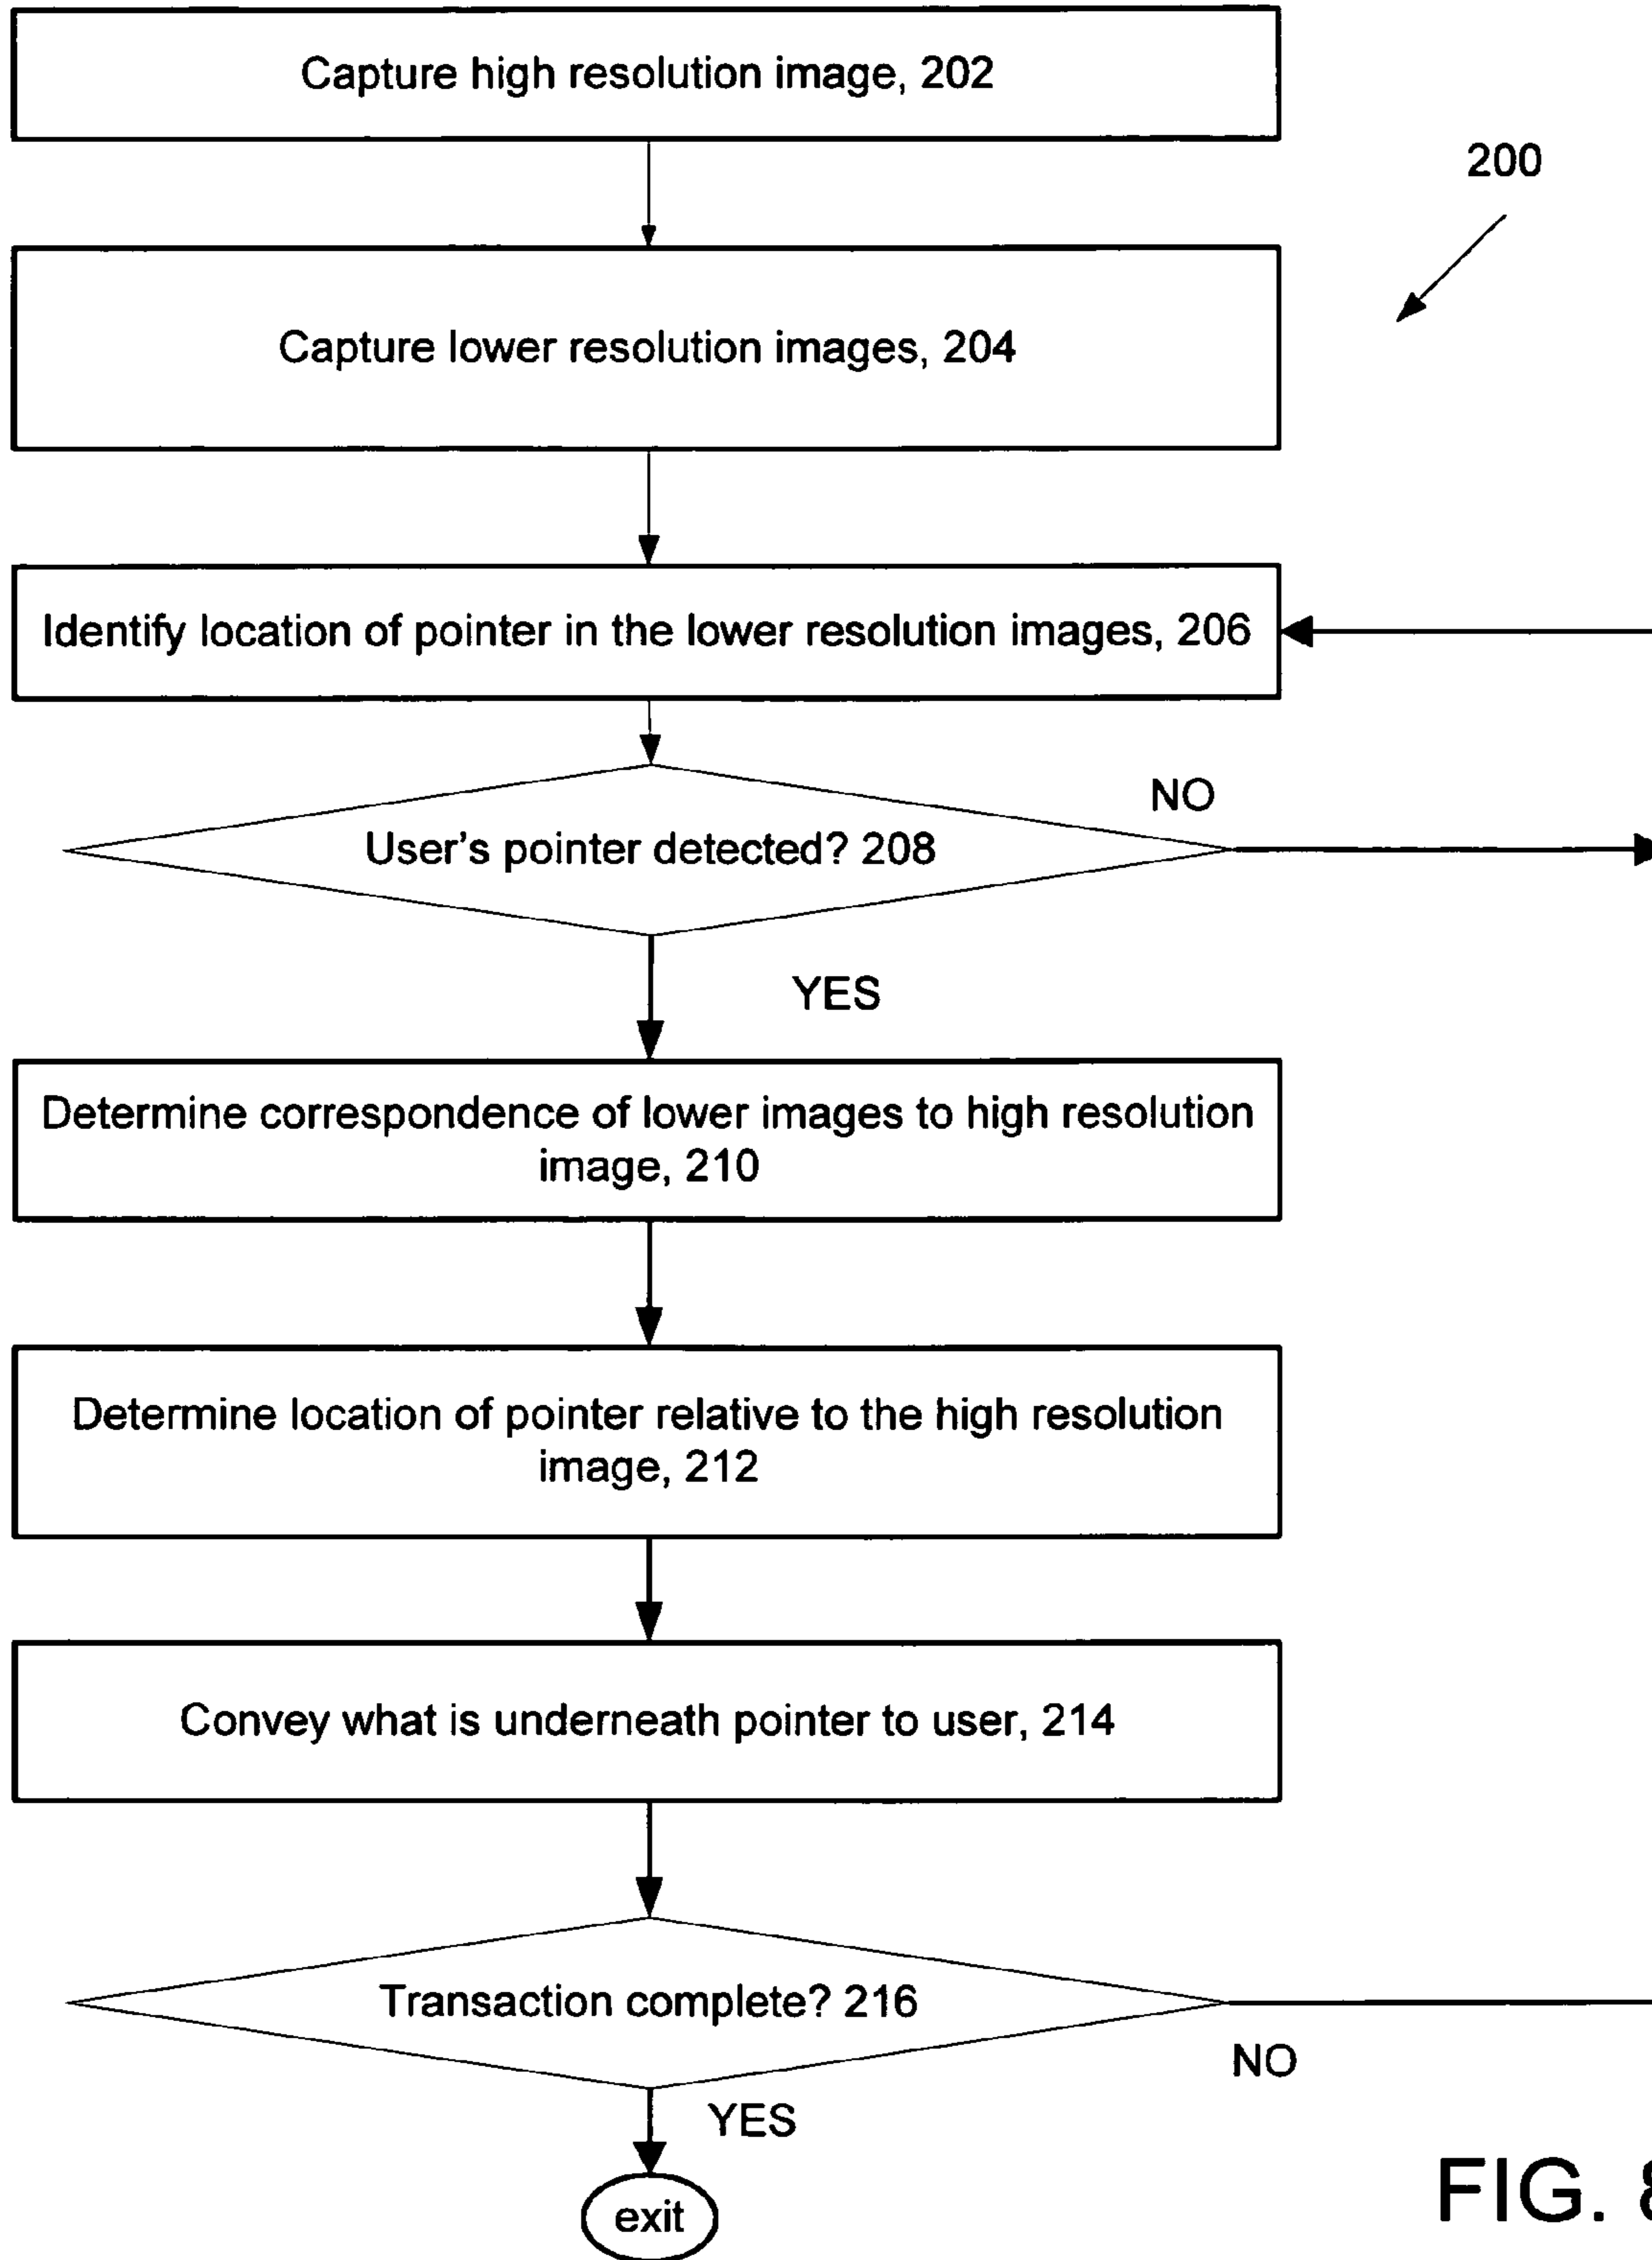 Capture high resolution image, 202
200
Capture lower resolution images, 204
Identify location of pointer in the lower resolution images, 206
NO
User's pointer detected? 208
YES
Determine correspondence of lower images to high resolution
image, 210
Determine location of pointer relative to the high resolution
image, 212
Convey what is underneath pointer to user, 214
Transaction complete? 216
NO
YES
exit
FIG. 8